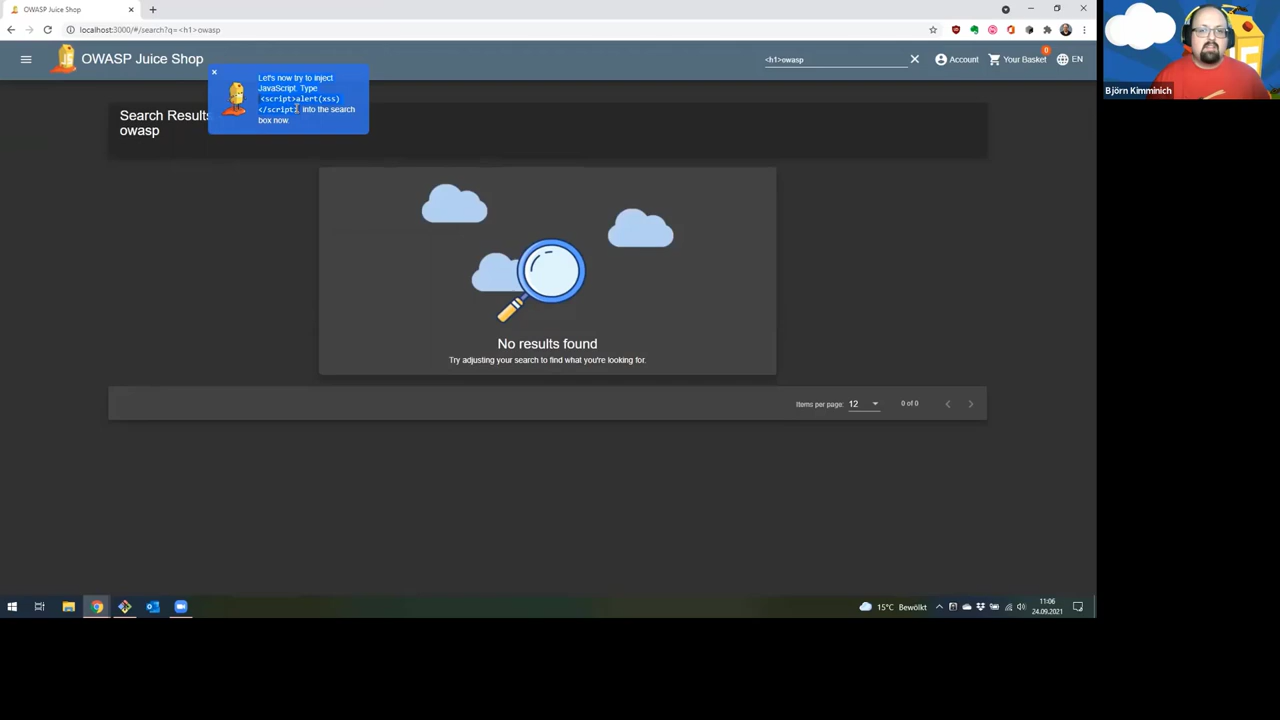 OWASP Juice Shop
localhost:3000/#/search?q=<h1>owasp
OWASP Juice Shop
<h1>owasp
Account
0
Your Basket
EN
Let's now try to inject
JavaScript. Type
<script>alert(xss)
</script> into the search
box now.
Search Results
owasp
No results found
Try adjusting your search to find what you're looking for.
Items per page:
12
0 of 0
15°C Bewölkt
11:06
24.09.2021
Björn Kimminich